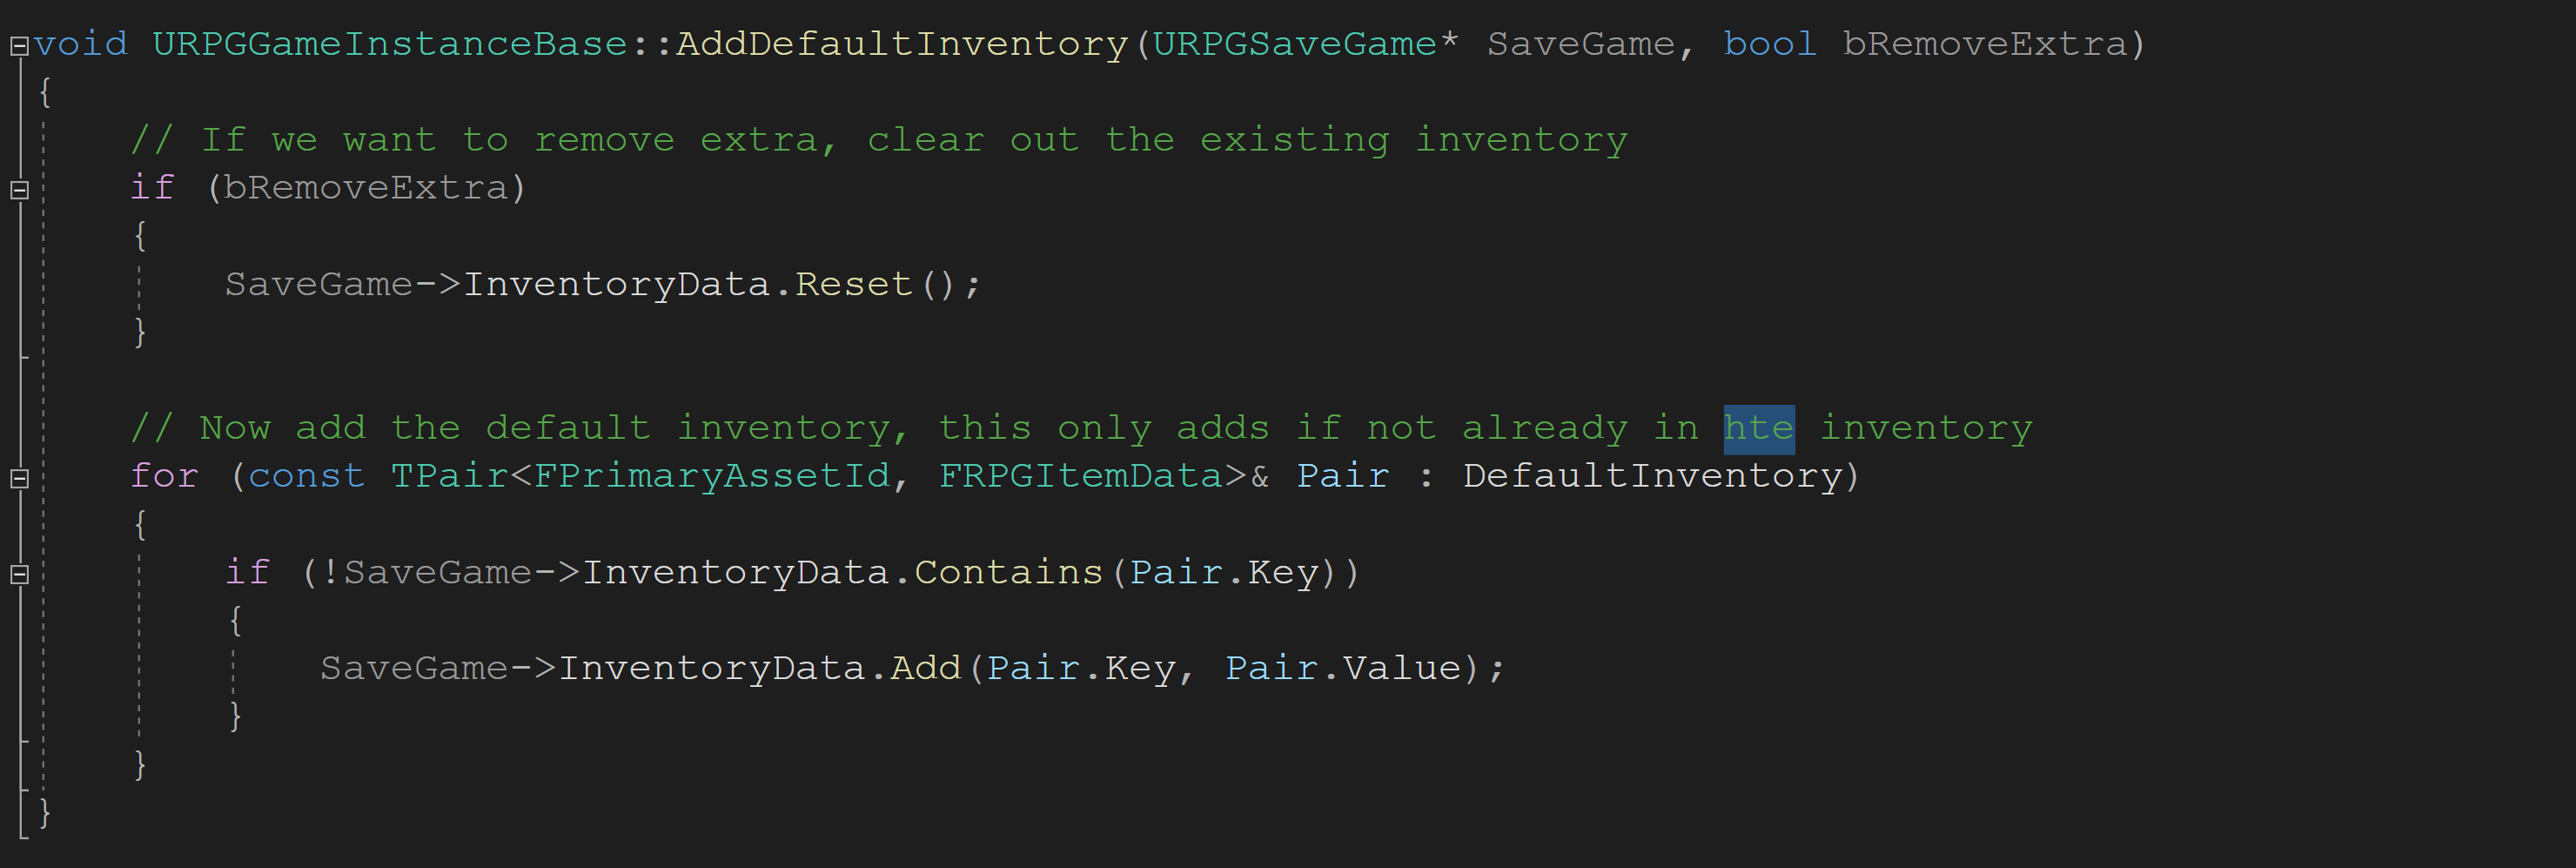 void URPGGameInstanceBase::AddDefaultInventory(URPGSaveGame* SaveGame, bool bRemoveExtra)
{
    // If we want to remove extra, clear out the existing inventory
    if (bRemoveExtra)
    {
        SaveGame->InventoryData.Reset();
    }

    // Now add the default inventory, this only adds if not already in hte inventory
    for (const TPair<FPrimaryAssetId, FRPGItemData>& Pair : DefaultInventory)
    {
        if (!SaveGame->InventoryData.Contains(Pair.Key))
        {
            SaveGame->InventoryData.Add(Pair.Key, Pair.Value);
        }
    }
}